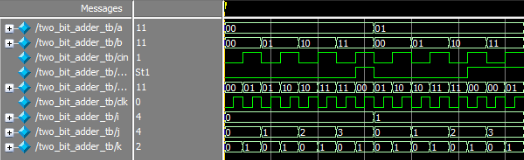 Messages
/two_bit_adder_tb/a 11 00 01
/two_bit_adder_tb/b 11 00 01 10 11 00 01 10 11
/two_bit_adder_tb/cin 1
/two_bit_adder_tb/... St1
/two_bit_adder_tb/... 11 00 01 01 10 10 11 11 00 01 10 10 11 11 00 00 01
/two_bit_adder_tb/clk 0
/two_bit_adder_tb/i 4 0 1
/two_bit_adder_tb/j 4 0 1 2 3 0 1 2 3
/two_bit_adder_tb/k 2 0 1 0 1 0 1 0 1 0 1 0 1 0 1 0 1